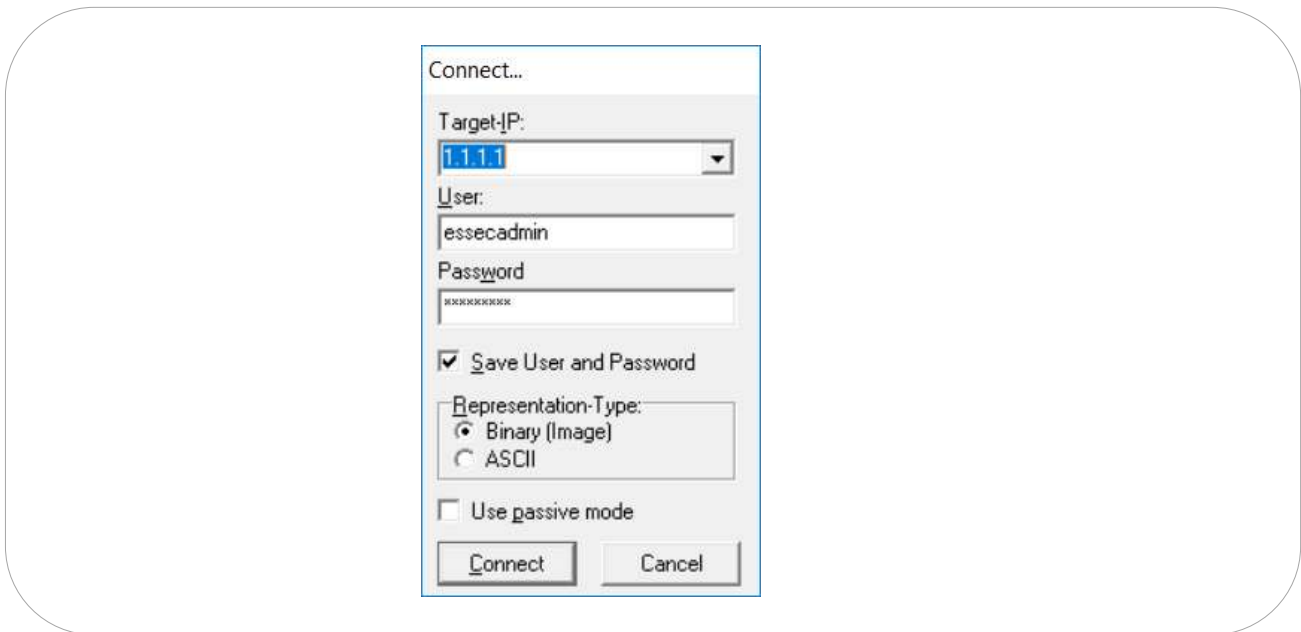 Connect...
Target-IP:
1.1.1.1
User:
essecadmin
Password
*********
Save User and Password
Representation-Type:
Binary (Image)
ASCII
Use passive mode
Connect Cancel